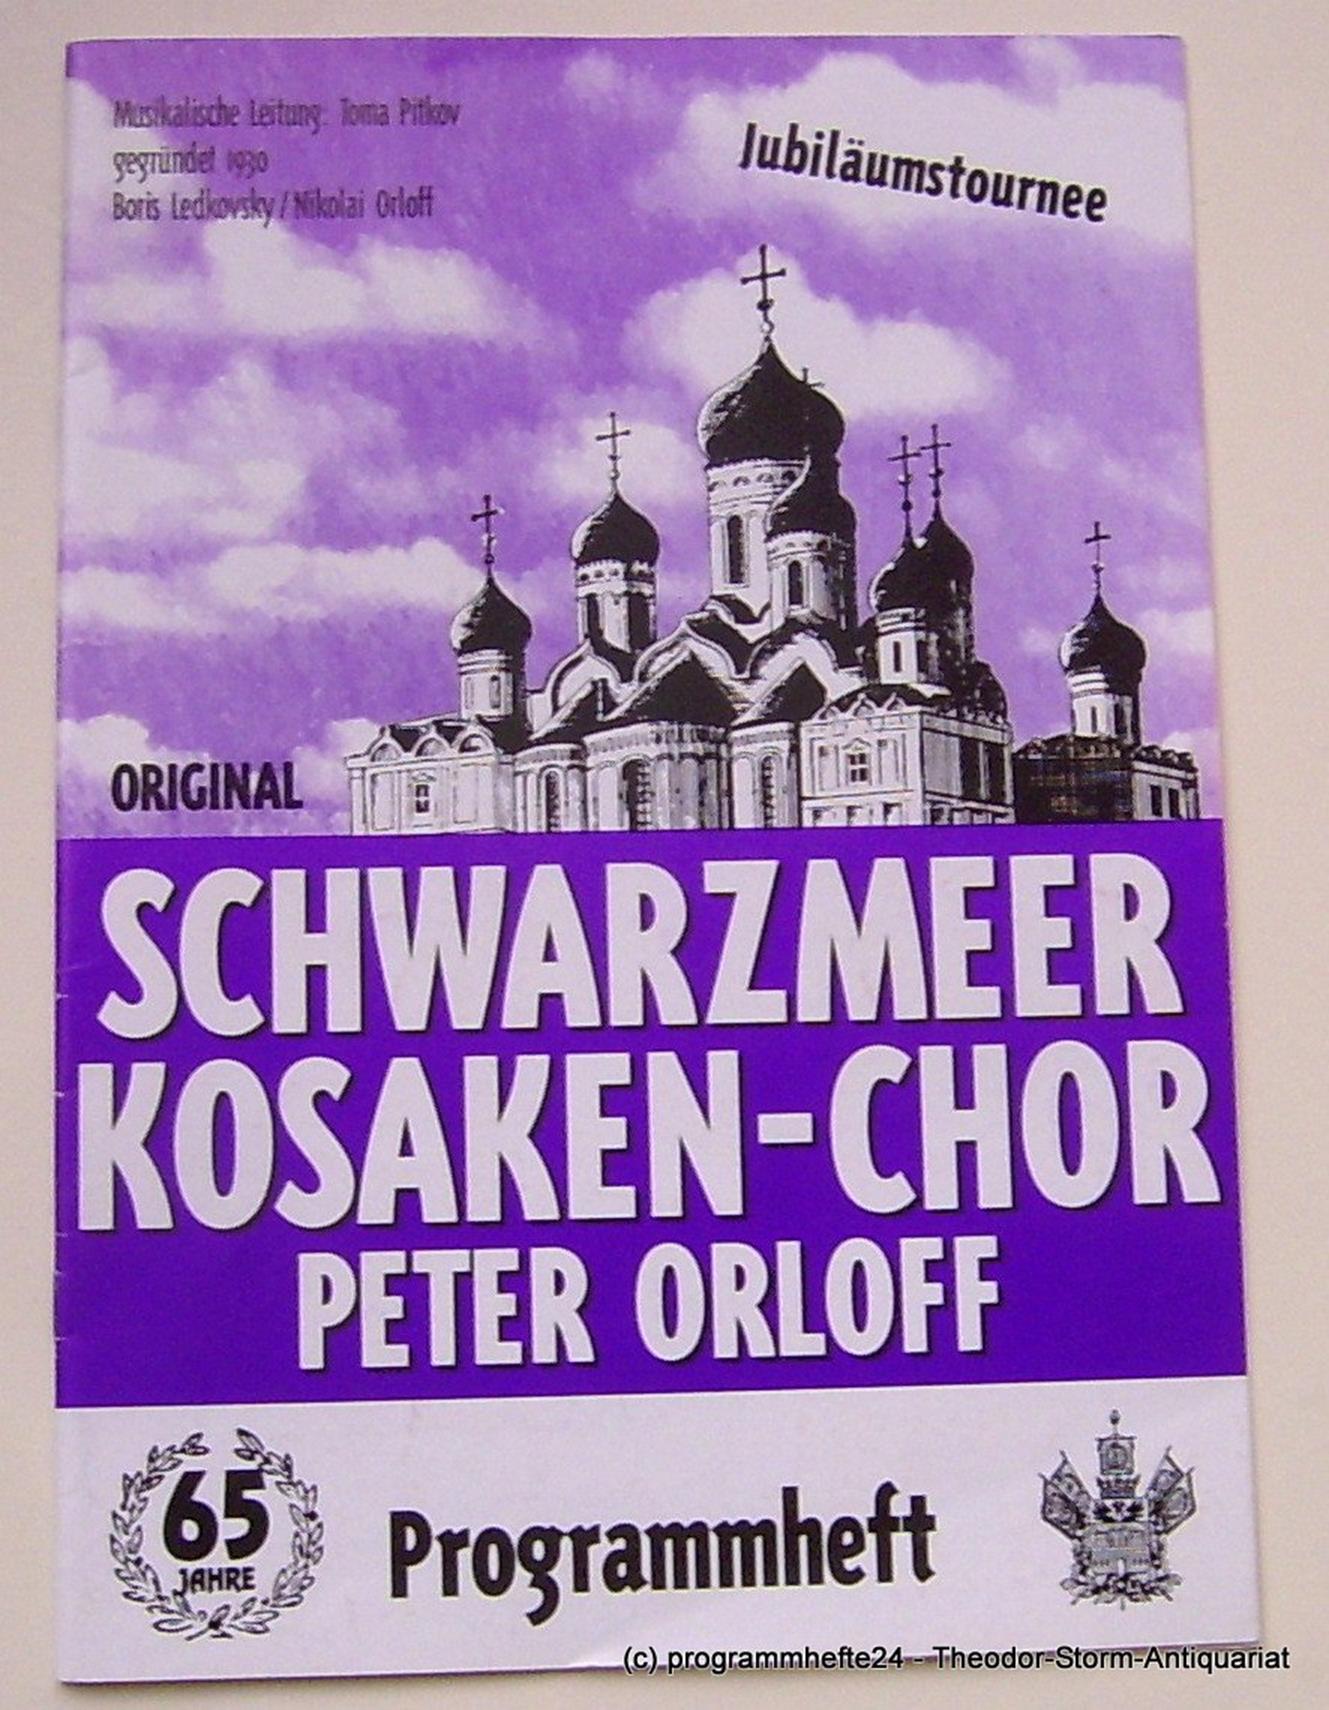 Musikalische Leitung: Toma Pitkov
gegründet 1930
Boris Ledkovsky / Nikolai Orloff
Jubiläumstournee
ORIGINAL
SCHWARZMEER
KOSAKEN-CHOR
PETER ORLOFF
65
JAHRE
Programmheft
(c) programmhefte24 - Theodor-Storm-Antiquariat